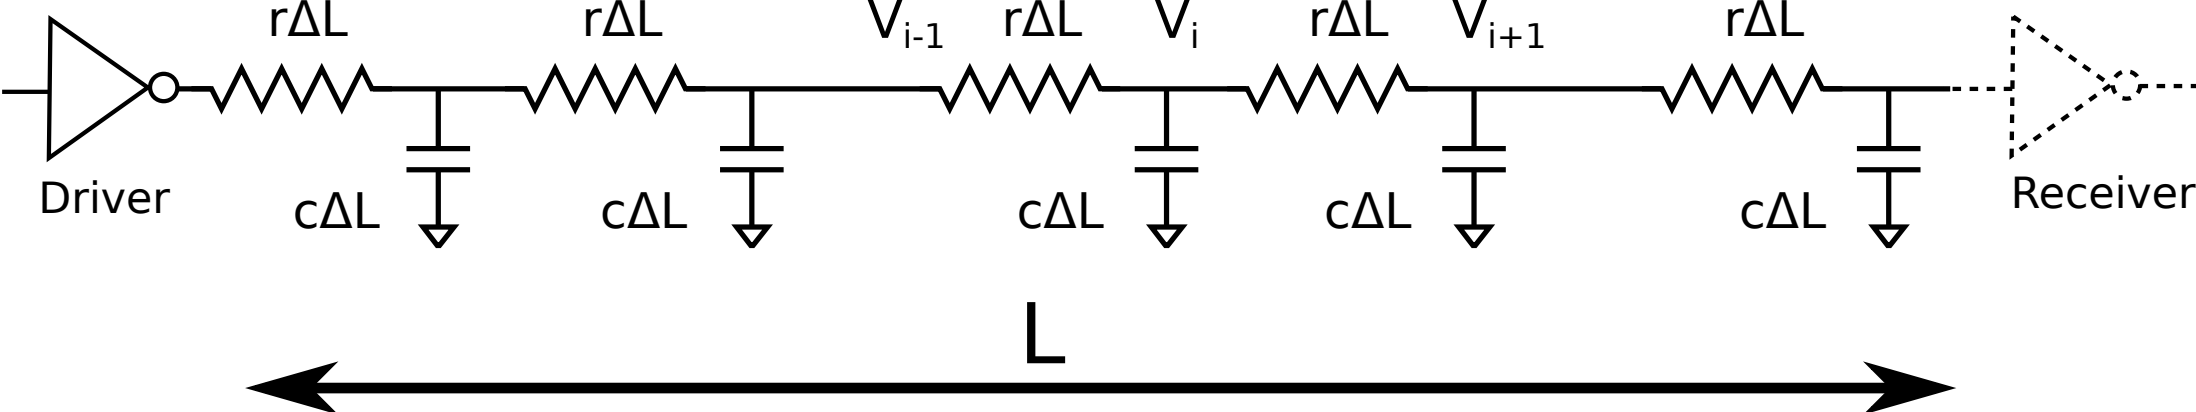 rΔL rΔL V_{i-1} rΔL V_i rΔL V_{i+1} rΔL
Driver Receiver
cΔL cΔL cΔL cΔL cΔL
L